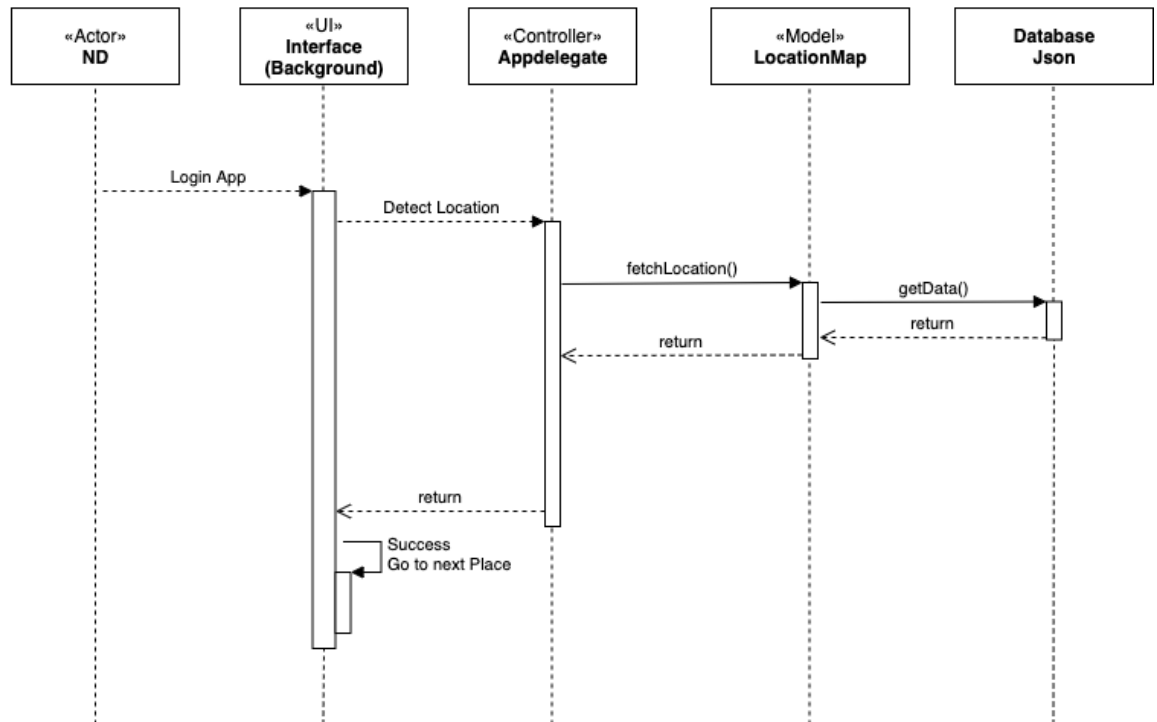 «Actor»
ND
«UI»
Interface
(Background)
«Controller»
Appdelegate
«Model»
LocationMap
Database
Json
Login App
Detect Location
fetchLocation()
getData()
return
return
return
Success
Go to next Place